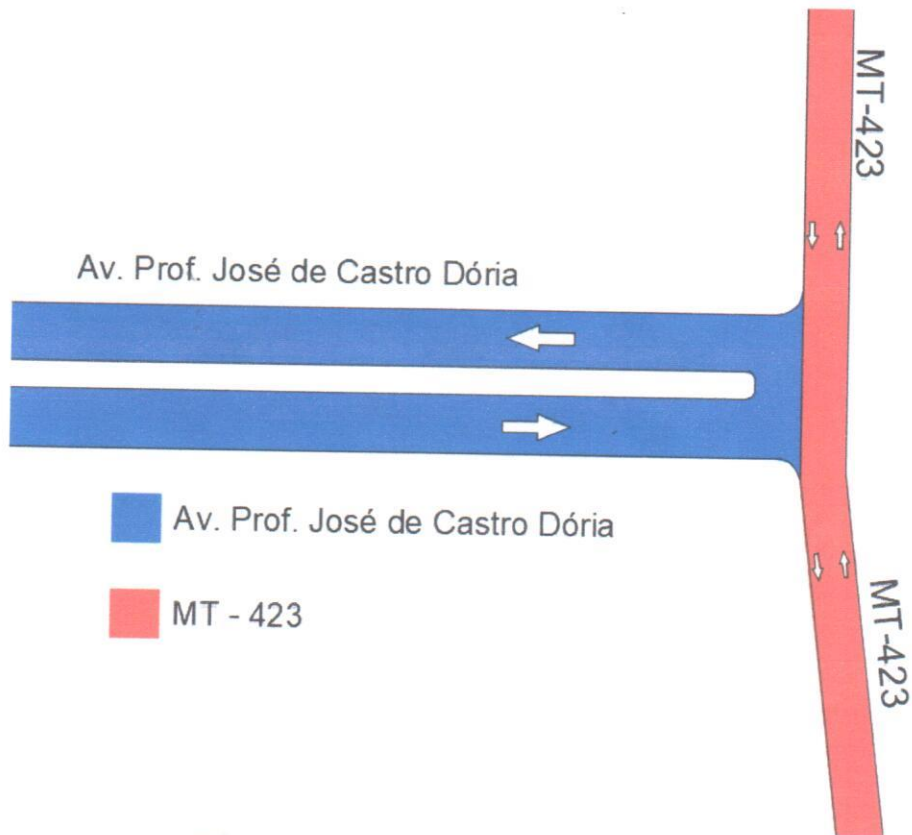 MT-423
Av. Prof. José de Castro Dória
Av. Prof. José de Castro Dória
MT - 423
MT-423